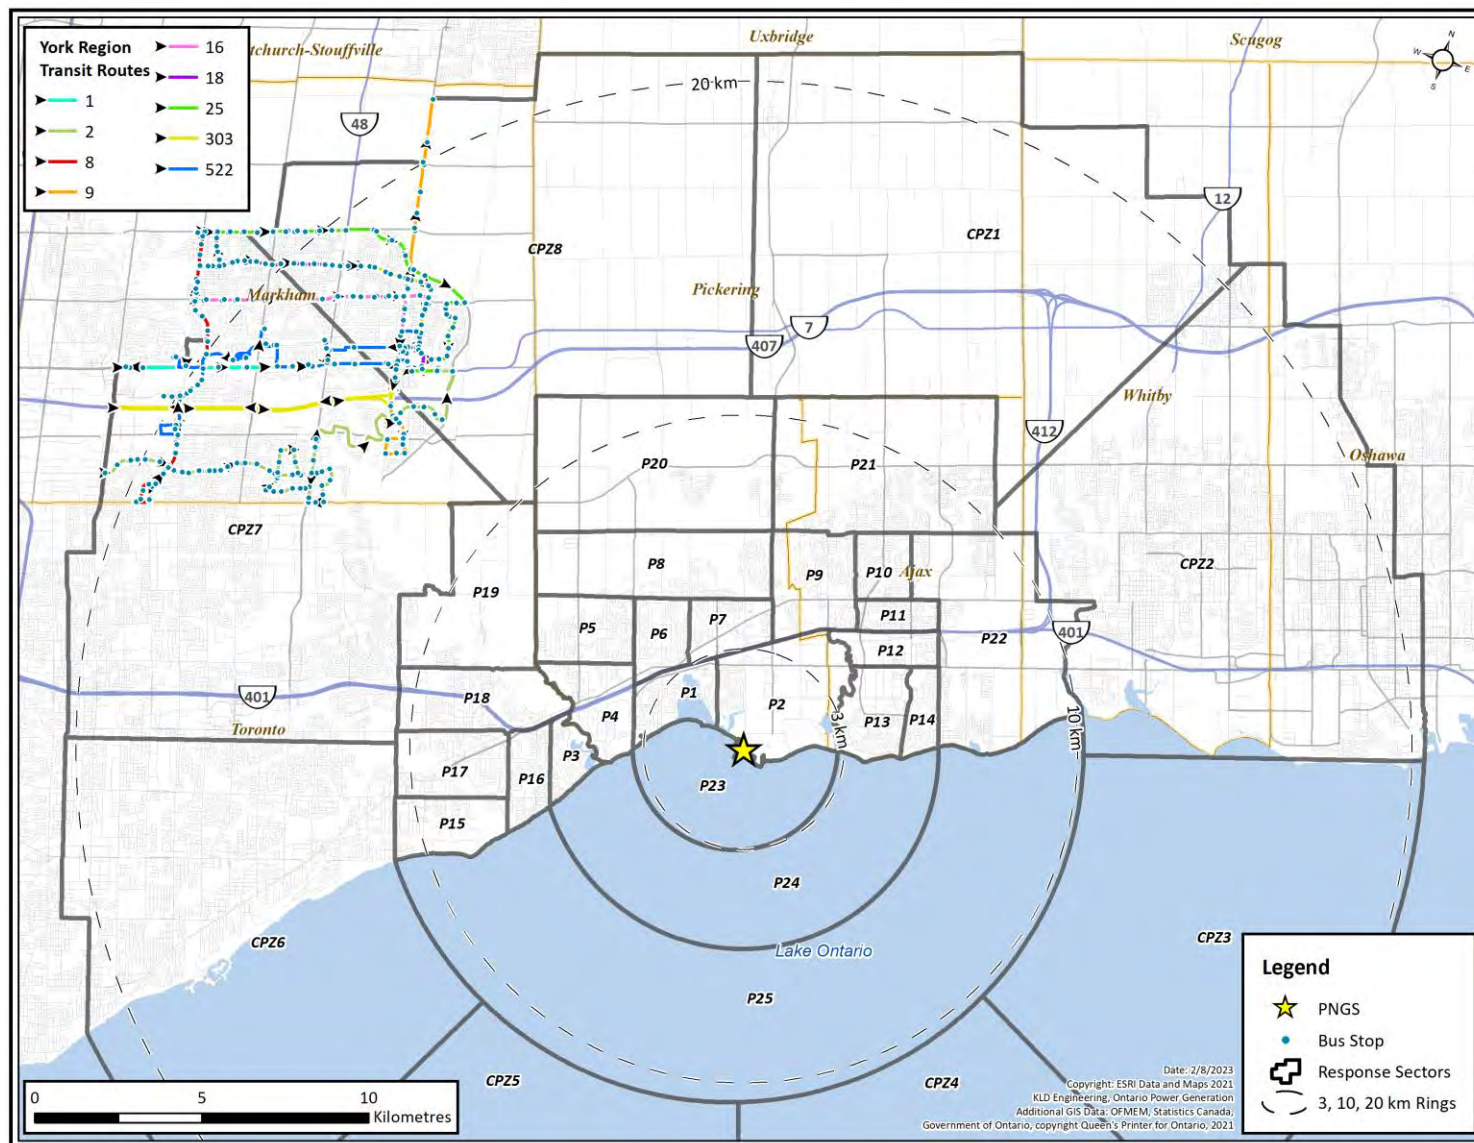 York Region
Transit Routes
1
2
8
9
16
18
25
303
522
tchurch-Stouffville
Uxbridge
Scugog
N
W
E
S
20 km
48
12
CPZ8
CPZ1
Markham
Pickering
7
407
Whitby
412
Oshawa
P20
P21
CPZ7
P19
P8
P9
P10
Ajax
CPZ2
P5
P6
P7
P11
P12
P22
401
401
Toronto
P18
P1
P2
P4
P13
P14
3 km
10 km
P3
P17
P16
P23
P15
P24
CPZ6
Lake Ontario
CPZ3
P25
CPZ5
CPZ4
Legend
PNGS
Bus Stop
Response Sectors
3, 10, 20 km Rings
0
5
10
Kilometres
Date: 2/8/2023
Copyright: ESRI Data and Maps 2021
KLD Engineering, Ontario Power Generation
Additional GIS Data: OFMEM, Statistics Canada,
Government of Ontario, copyright Queen's Printer for Ontario, 2021